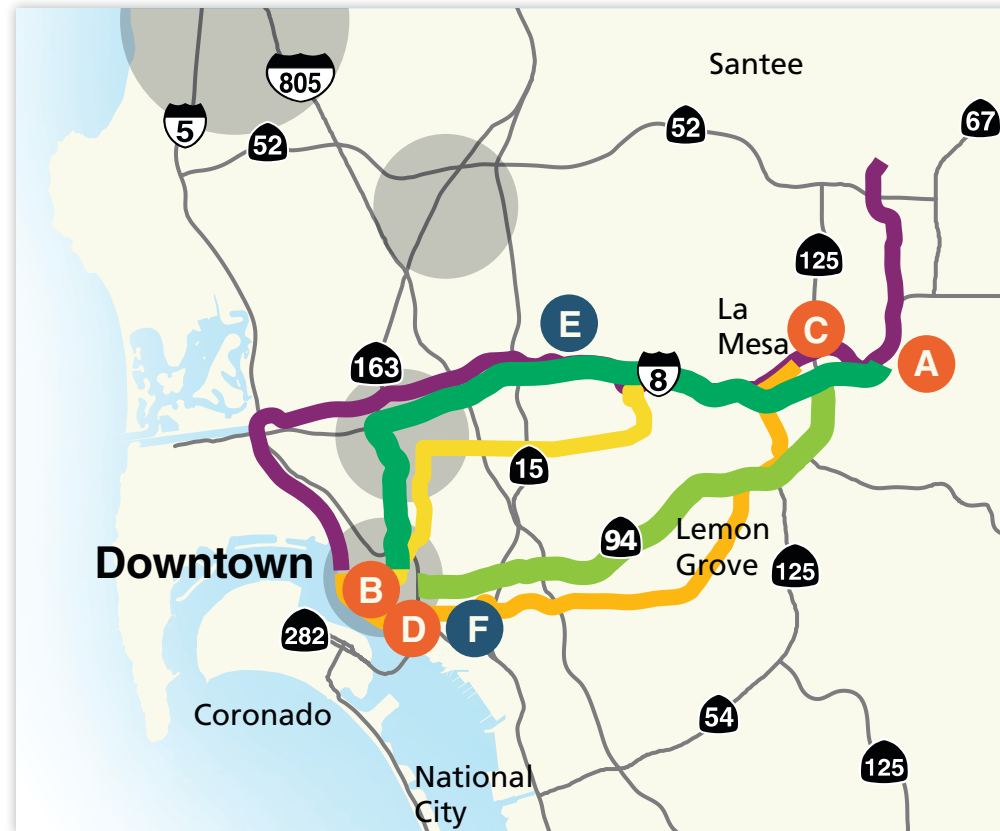 Santee
805
5
52
52
67
125
La
Mesa
C
E
A
163
8
15
94
Lemon
Grove
125
Downtown
B
D
F
282
Coronado
54
125
National
City